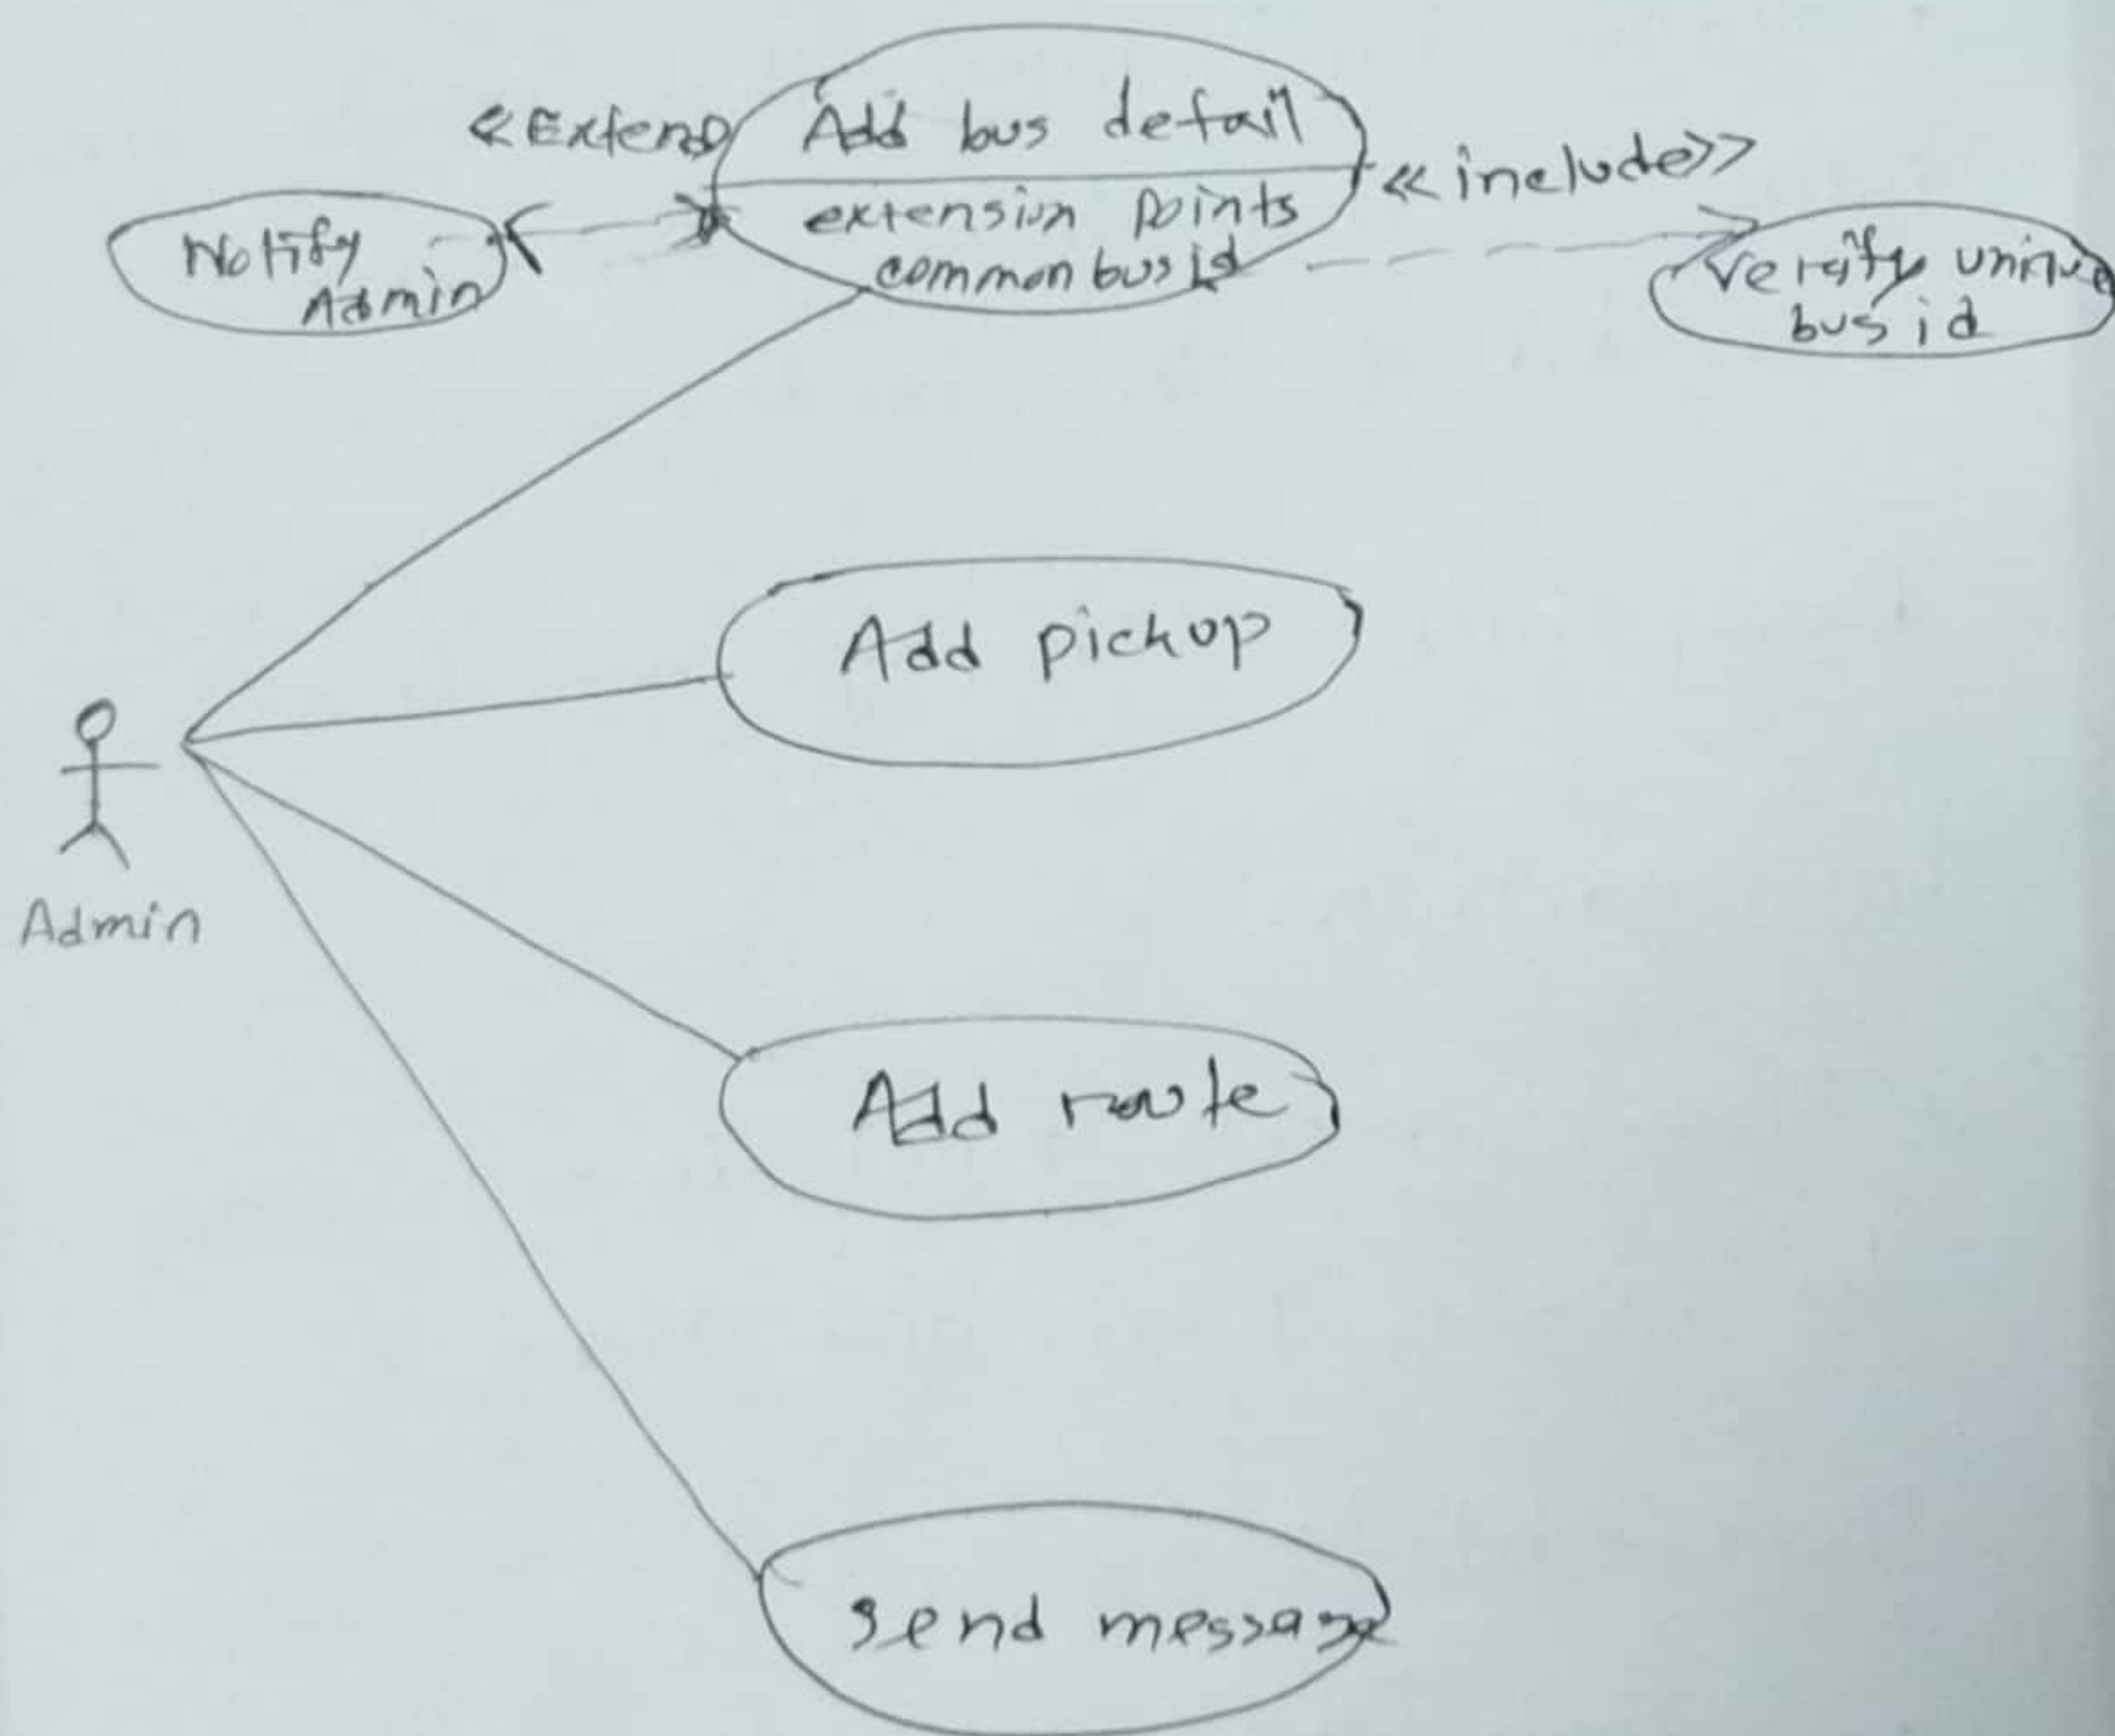 <<Extend
Add bus detail
<<include>>
extension points
common bus id
Notify
Admin
Verify unique
bus id
Add pickup
Admin
Add route
send message